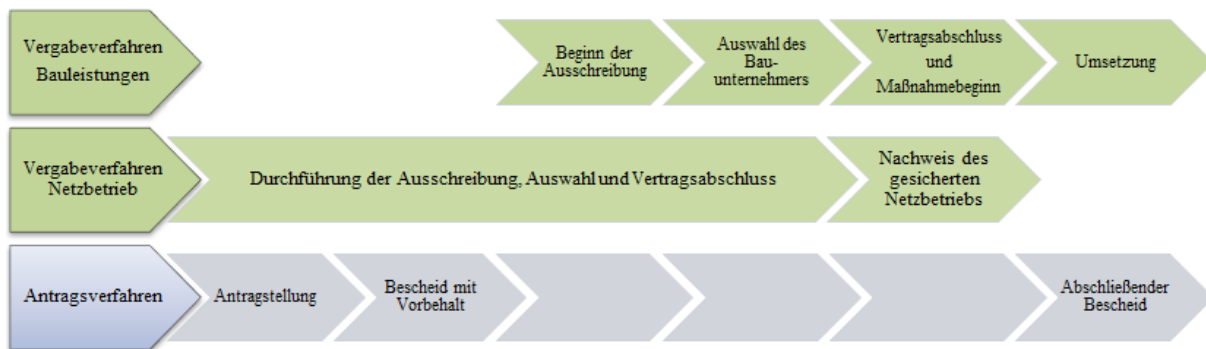 Vergabeverfahren
Bauleistungen
Beginn der
Ausschreibung
Auswahl des
Bau-
unternehmers
Vertragsabschluss
und
Maßnahmebeginn
Umsetzung
Vergabeverfahren
Netzbetrieb
Durchführung der Ausschreibung, Auswahl und Vertragsabschluss
Nachweis des
gesicherten
Netzbetriebs
Antragsverfahren
Antragstellung
Bescheid mit
Vorbehalt
Abschließender
Bescheid